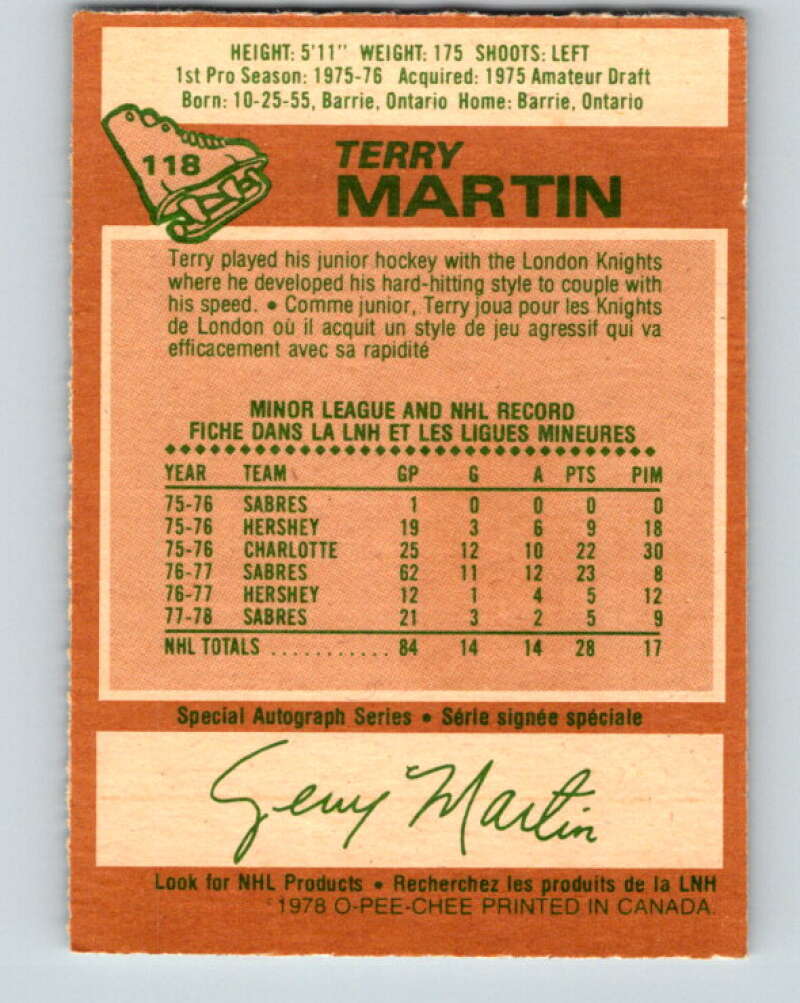 HEIGHT: 5'11" WEIGHT: 175 SHOOTS: LEFT
1st Pro Season: 1975-76 Acquired: 1975 Amateur Draft
Born: 10-25-55, Barrie, Ontario Home: Barrie, Ontario
118
TERRY
MARTIN
Terry played his junior hockey with the London Knights
where he developed his hard-hitting style to couple with
his speed. • Comme junior, Terry joua pour les Knights
de London où il acquit un style de jeu agressif qui va
efficacement avec sa rapidité
MINOR LEAGUE AND NHL RECORD
FICHE DANS LA LNH ET LES LIGUES MINEURES
YEAR TEAM GP G A PTS PIM
75-76 SABRES 1 0 0 0 0
75-76 HERSHEY 19 3 6 9 18
75-76 CHARLOTTE 25 12 10 22 30
76-77 SABRES 62 11 12 23 8
76-77 HERSHEY 12 1 4 5 12
77-78 SABRES 21 3 2 5 9
NHL TOTALS ........... 84 14 14 28 17
Special Autograph Series • Série signée spéciale
Terry Martin
Look for NHL Products • Recherchez les produits de la LNH
©1978 O-PEE-CHEE PRINTED IN CANADA.